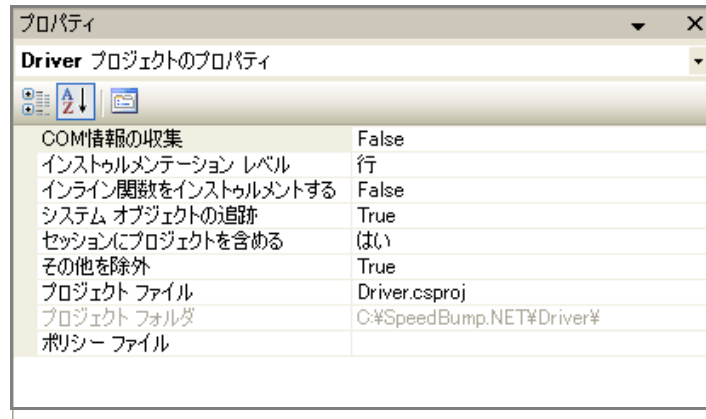 プロパティ
Driver プロジェクトのプロパティ
COM情報の収集 False
インストゥルメンテーション レベル 行
インライン関数をインストゥルメントする False
システム オブジェクトの追跡 True
セッションにプロジェクトを含める はい
その他を除外 True
プロジェクト ファイル Driver.csproj
プロジェクト フォルダ C:¥SpeedBump.NET¥Driver¥
ポリシー ファイル